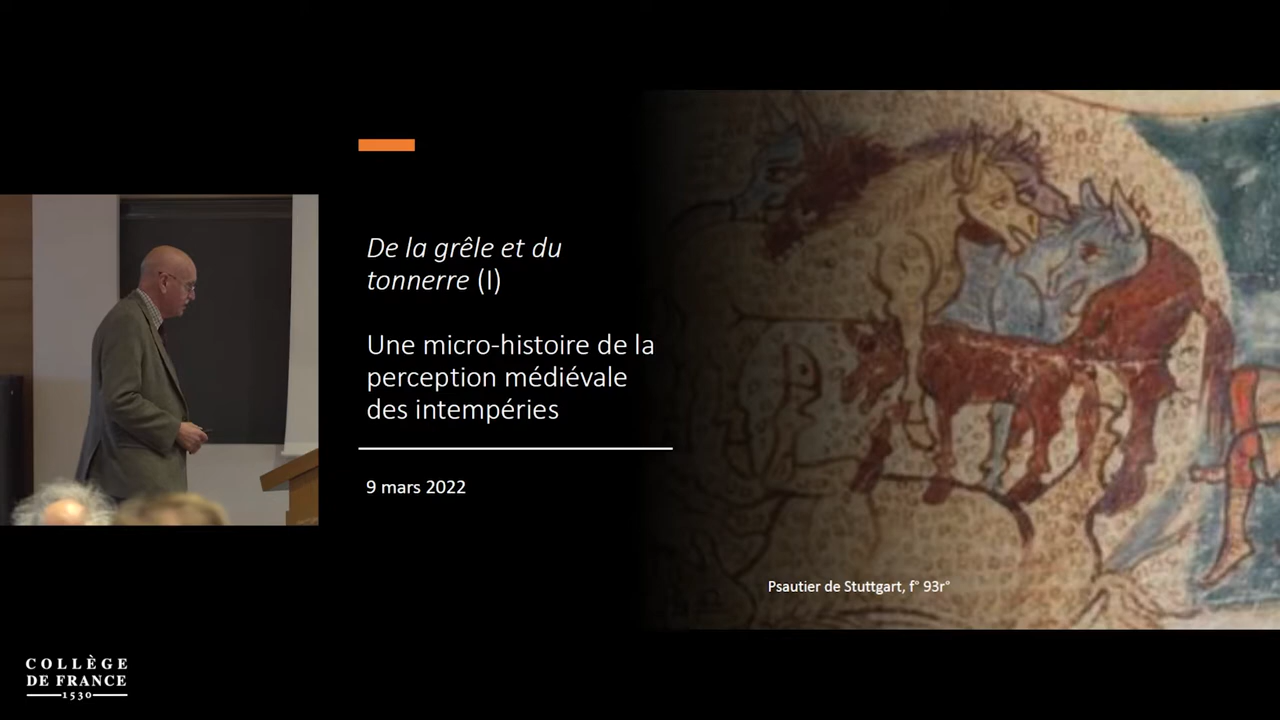 De la grêle et du
tonnerre (I)
Une micro-histoire de la
perception médiévale
des intempéries
9 mars 2022
Psautier de Stuttgart, f° 93r°
COLLÈGE
DE FRANCE
1530